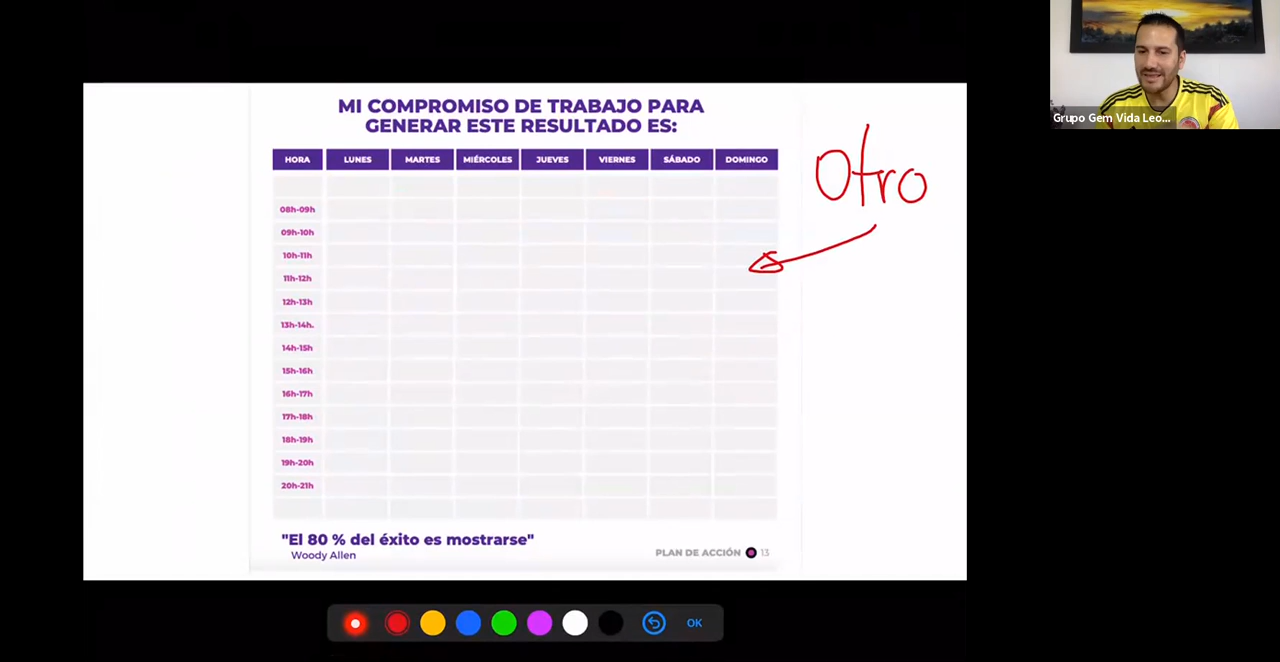 MI COMPROMISO DE TRABAJO PARA
GENERAR ESTE RESULTADO ES:
HORA LUNES MARTES MIÉRCOLES JUEVES VIERNES SÁBADO DOMINGO
08h-09h
09h-10h
10h-11h
11h-12h
12h-13h
13h-14h.
14h-15h
15h-16h
16h-17h
17h-18h
18h-19h
19h-20h
20h-21h
"El 80 % del éxito es mostrarse"
Woody Allen
PLAN DE ACCIÓN 13
Otro
Grupo Gem Vida Leo...
OK